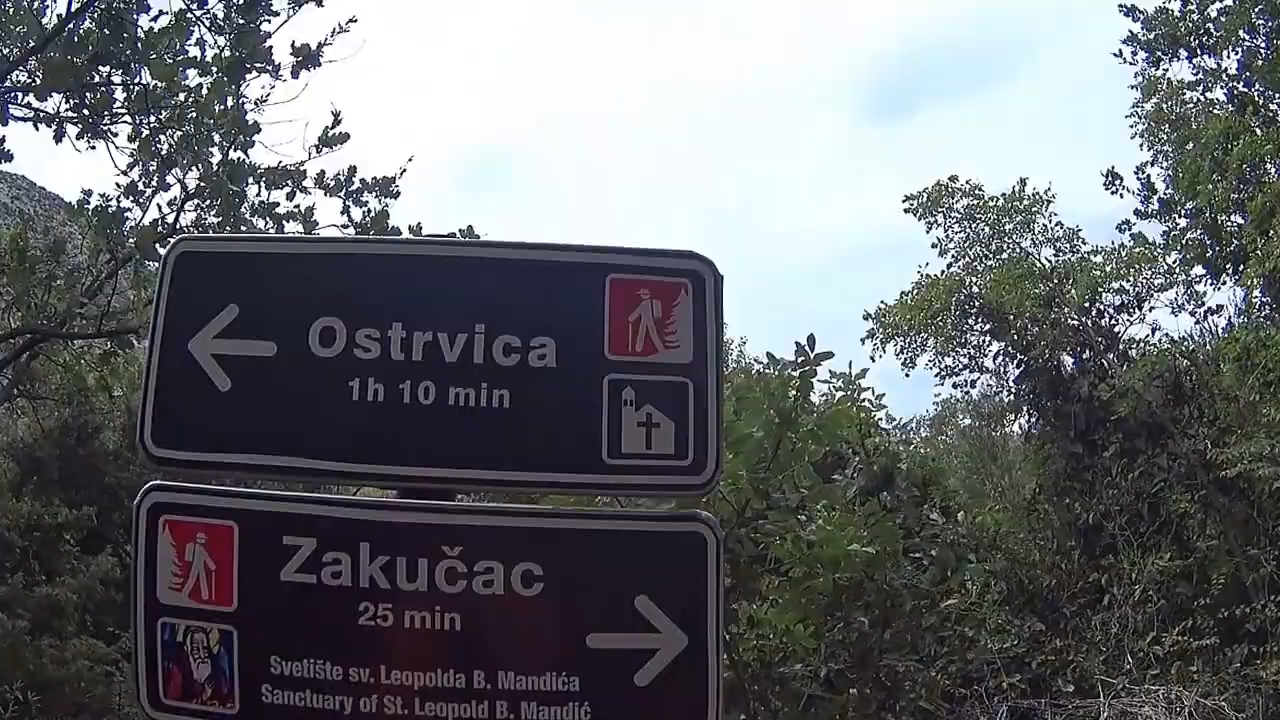 Ostrvica
1h 10 min
Zakučac
25 min
Svetište sv. Leopolda B. Mandića
Sanctuary of St. Leopold B. Mandić